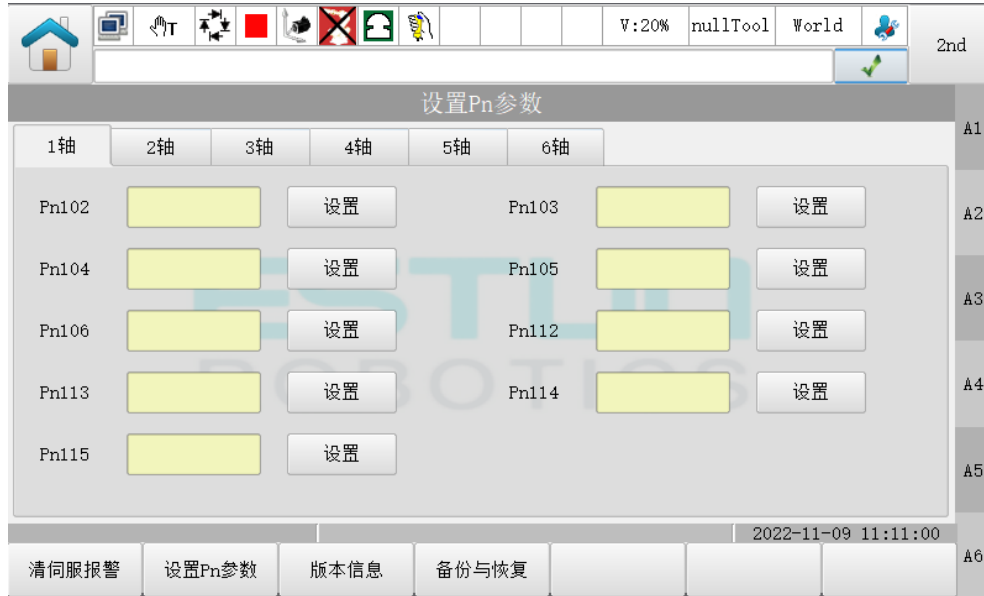 T V:20% nullTool World 2nd
设置Pn参数
1轴 2轴 3轴 4轴 5轴 6轴
A1
Pn102 设置 Pn103 设置
A2
Pn104 设置 Pn105 设置
A3
Pn106 设置 Pn112 设置
ESTUN
ROBOTICS
Pn113 设置 Pn114 设置
A4
Pn115 设置
A5
2022-11-09 11:11:00
A6
清伺服报警 设置Pn参数 版本信息 备份与恢复